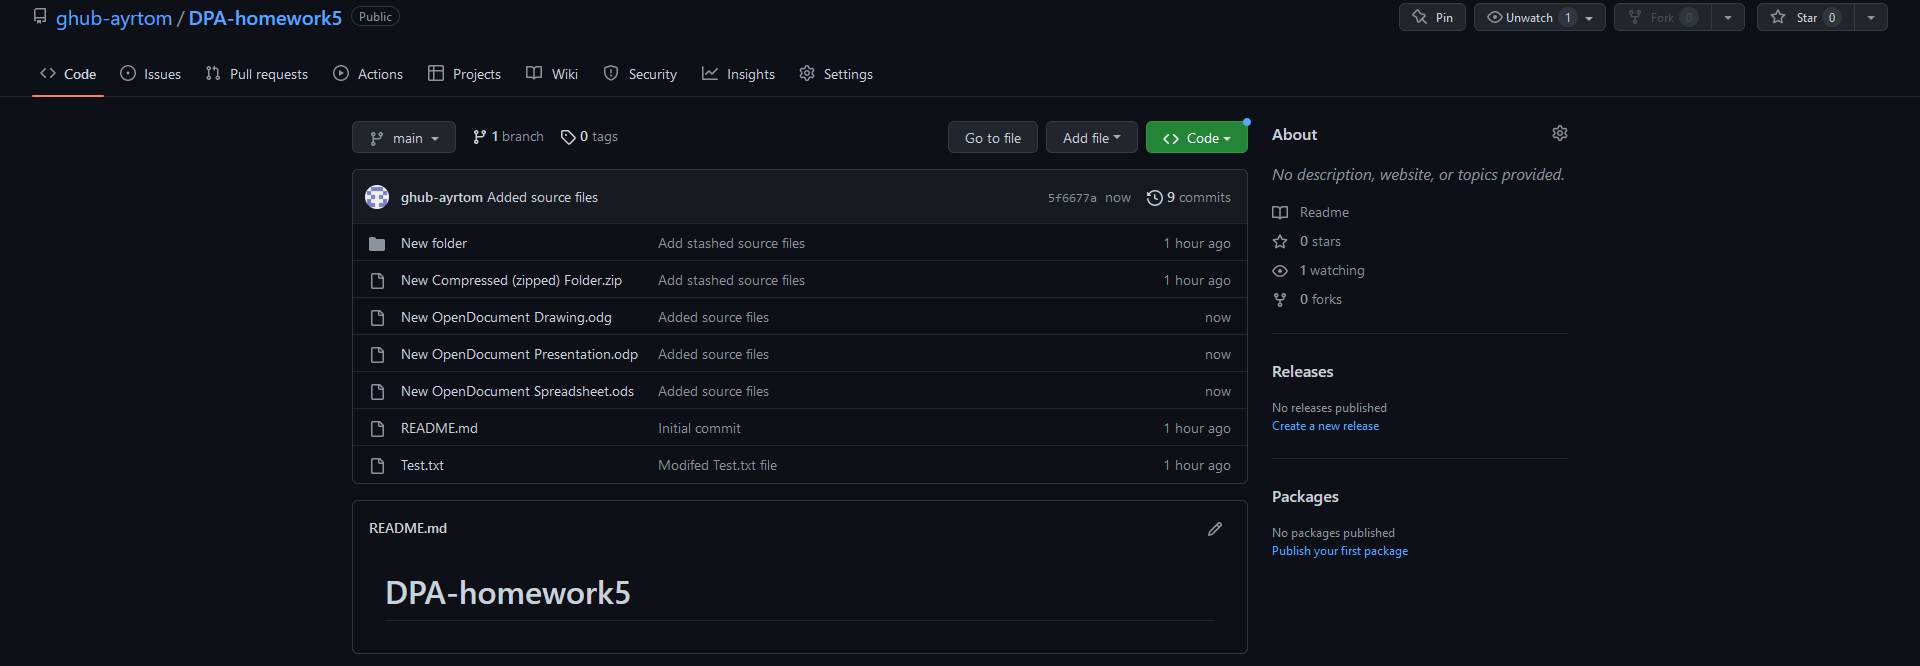 ghub-ayrtom / DPA-homework5 Public
Pin Unwatch 1 Fork 0 Star 0
Code Issues Pull requests Actions Projects Wiki Security Insights Settings
main 1 branch 0 tags Go to file Add file Code
ghub-ayrtom Added source files 5f6677a now 9 commits
New folder Add stashed source files 1 hour ago
New Compressed (zipped) Folder.zip Add stashed source files 1 hour ago
New OpenDocument Drawing.odg Added source files now
New OpenDocument Presentation.odp Added source files now
New OpenDocument Spreadsheet.ods Added source files now
README.md Initial commit 1 hour ago
Test.txt Modifed Test.txt file 1 hour ago
README.md
DPA-homework5
About
No description, website, or topics provided.
Readme
0 stars
1 watching
0 forks
Releases
No releases published
Create a new release
Packages
No packages published
Publish your first package